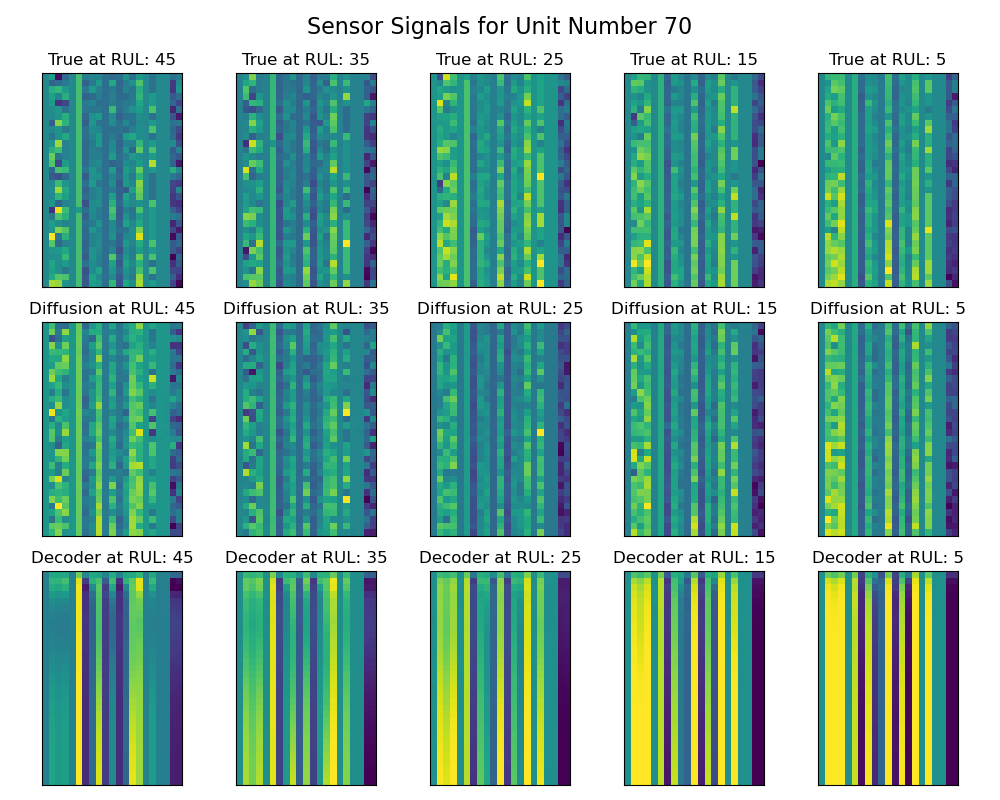 Sensor Signals for Unit Number 70
True at RUL: 45
True at RUL: 35
True at RUL: 25
True at RUL: 15
True at RUL: 5
Diffusion at RUL: 45
Diffusion at RUL: 35
Diffusion at RUL: 25
Diffusion at RUL: 15
Diffusion at RUL: 5
Decoder at RUL: 45
Decoder at RUL: 35
Decoder at RUL: 25
Decoder at RUL: 15
Decoder at RUL: 5